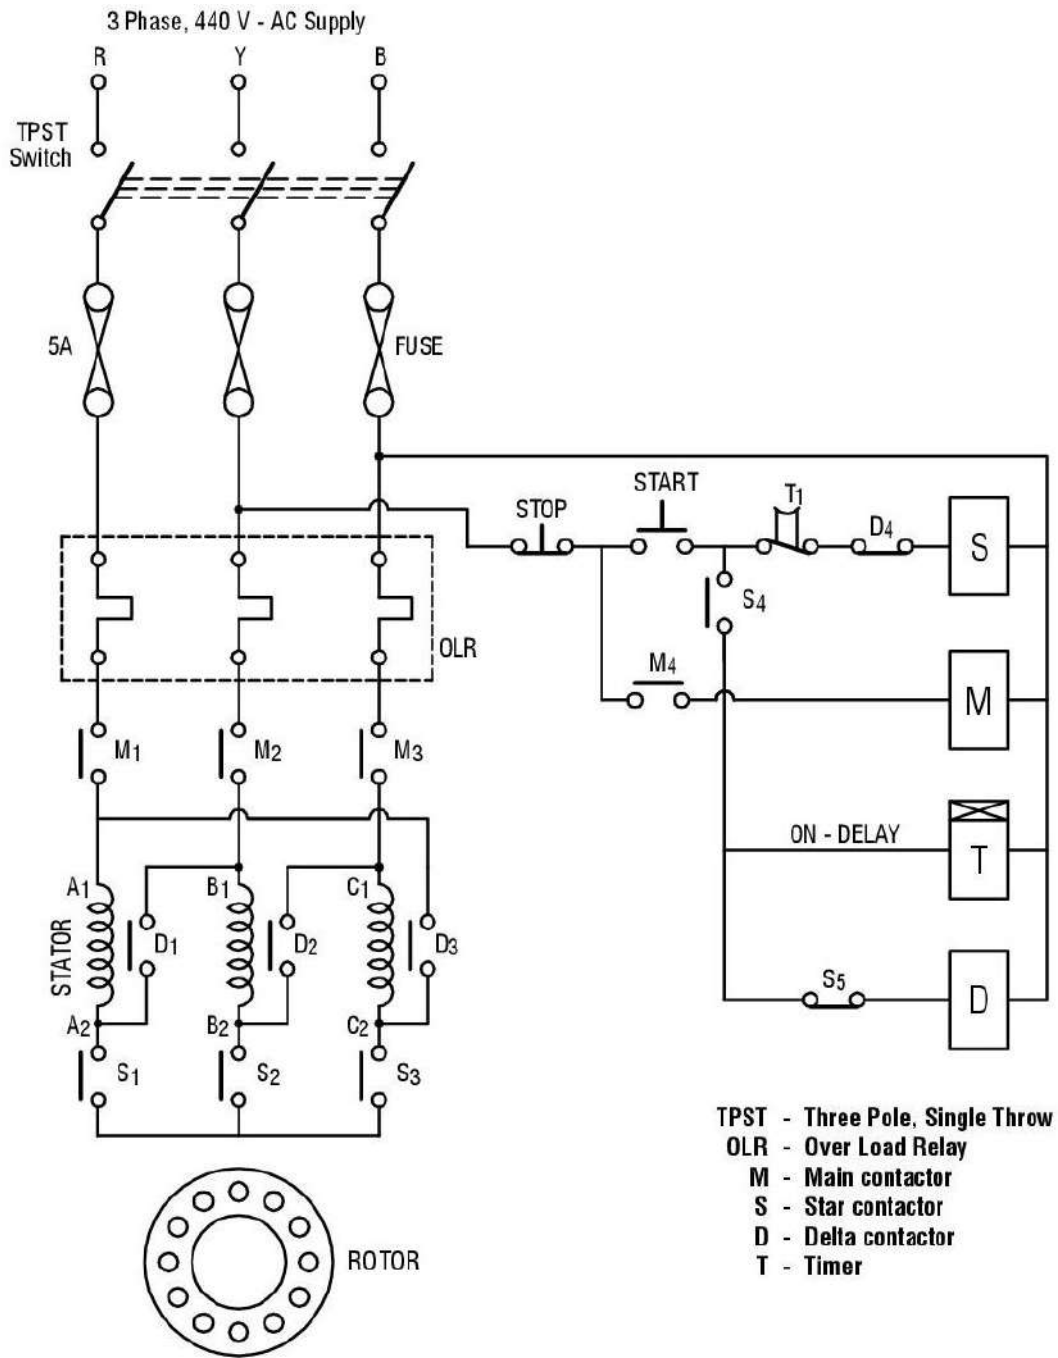 3 Phase, 440 V - AC Supply
R Y B
TPST
Switch
5A FUSE
START
STOP T1 D4 S
S4
OLR
M4 M
M1 M2 M3
ON - DELAY T
A1 B1 C1
STATOR D1 D2 D3
S5 D
A2 B2 C2
S1 S2 S3
TPST - Three Pole, Single Throw
OLR - Over Load Relay
M - Main contactor
S - Star contactor
D - Delta contactor
T - Timer
ROTOR